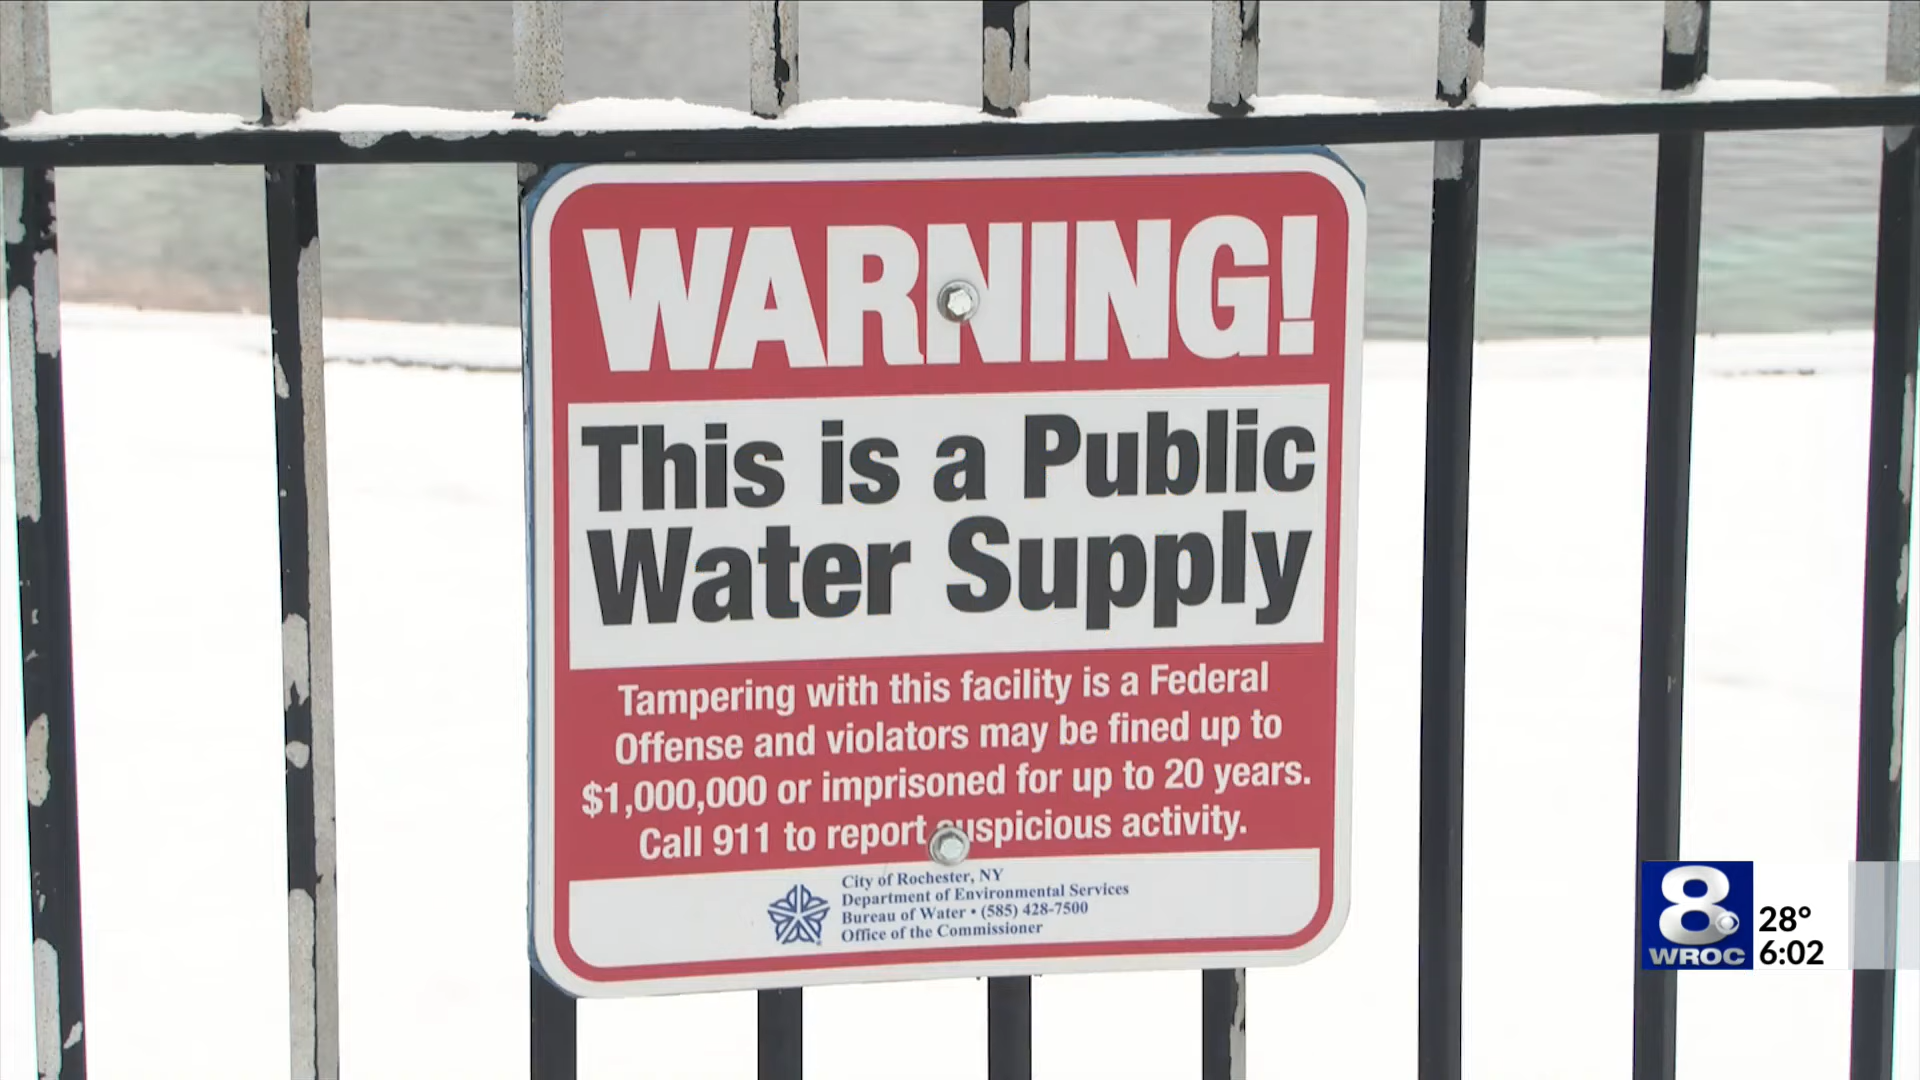 WARNING!
This is a Public
Water Supply
Tampering with this facility is a Federal
Offense and violators may be fined up to
$1,000,000 or imprisoned for up to 20 years.
Call 911 to report suspicious activity.
City of Rochester, NY
Department of Environmental Services
Bureau of Water • (585) 428-7500
Office of the Commissioner
8
WROC
28°
6:02